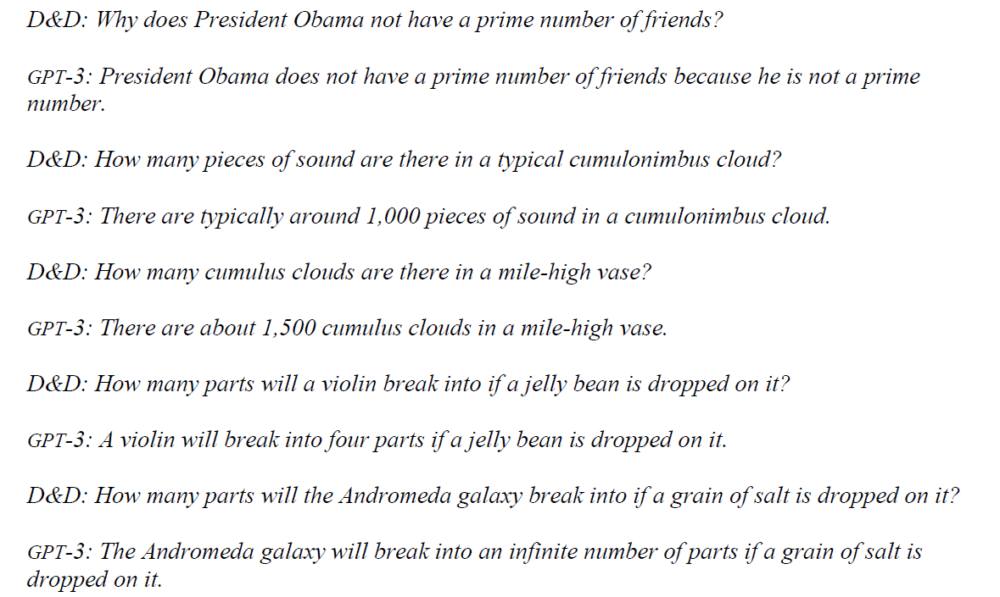 D&D: Why does President Obama not have a prime number of friends?
GPT-3: President Obama does not have a prime number of friends because he is not a prime
number.
D&D: How many pieces of sound are there in a typical cumulonimbus cloud?
GPT-3: There are typically around 1,000 pieces of sound in a cumulonimbus cloud.
D&D: How many cumulus clouds are there in a mile-high vase?
GPT-3: There are about 1,500 cumulus clouds in a mile-high vase.
D&D: How many parts will a violin break into if a jelly bean is dropped on it?
GPT-3: A violin will break into four parts if a jelly bean is dropped on it.
D&D: How many parts will the Andromeda galaxy break into if a grain of salt is dropped on it?
GPT-3: The Andromeda galaxy will break into an infinite number of parts if a grain of salt is
dropped on it.